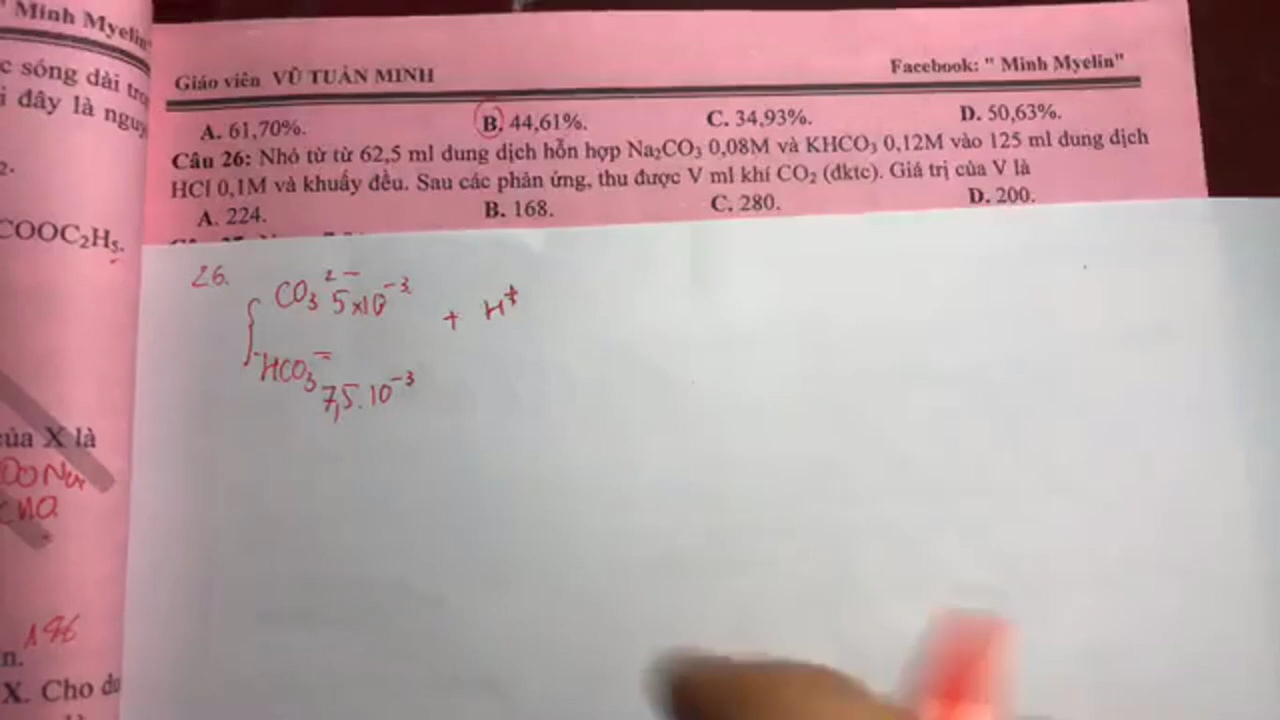 " Minh Myelin"
c sóng dài
i đây là
2.
COOC₂H₅.
của X là
OONa
196
n.
X. Cho
Giáo viên VŨ TUẤN MINH
Facebook: " Minh Myelin"
A. 61,70%. B. 44,61%. C. 34,93%. D. 50,63%.
Câu 26: Nhỏ từ từ 62,5 ml dung dịch hỗn hợp Na₂CO₃ 0,08M và KHCO₃ 0,12M vào 125 ml dung dịch
HCl 0,1M và khuấy đều. Sau các phản ứng, thu được V ml khí CO₂ (đktc). Giá trị của V là
A. 224. B. 168. C. 280. D. 200.
26.
CO₃²⁻ 5×10⁻³ + H⁺
HCO₃⁻ 7,5.10⁻³